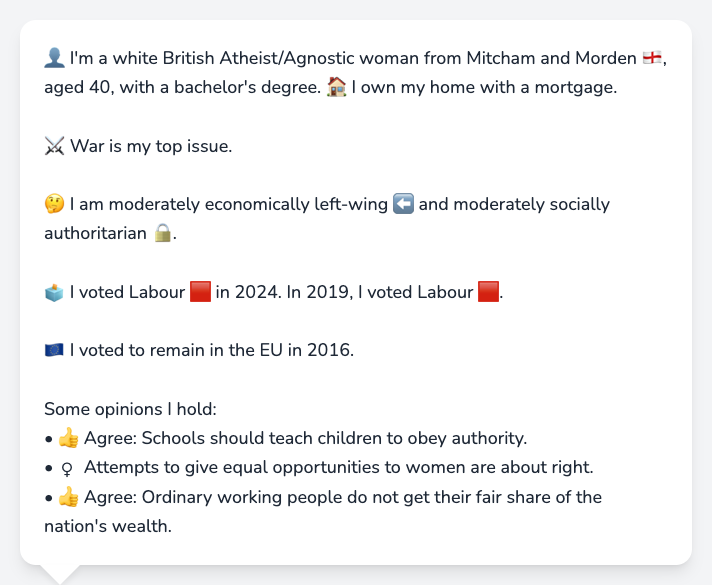 👤 I'm a white British Atheist/Agnostic woman from Mitcham and Morden 🏴󠁧󠁢󠁥󠁮󠁧󠁿,
aged 40, with a bachelor's degree. 🏠 I own my home with a mortgage.
⚔️ War is my top issue.
🤔 I am moderately economically left-wing ⬅️ and moderately socially
authoritarian 🔒.
🗳️ I voted Labour 🟥 in 2024. In 2019, I voted Labour 🟥.
🇪🇺 I voted to remain in the EU in 2016.
Some opinions I hold:
• 👍 Agree: Schools should teach children to obey authority.
• ♀ Attempts to give equal opportunities to women are about right.
• 👍 Agree: Ordinary working people do not get their fair share of the
nation's wealth.